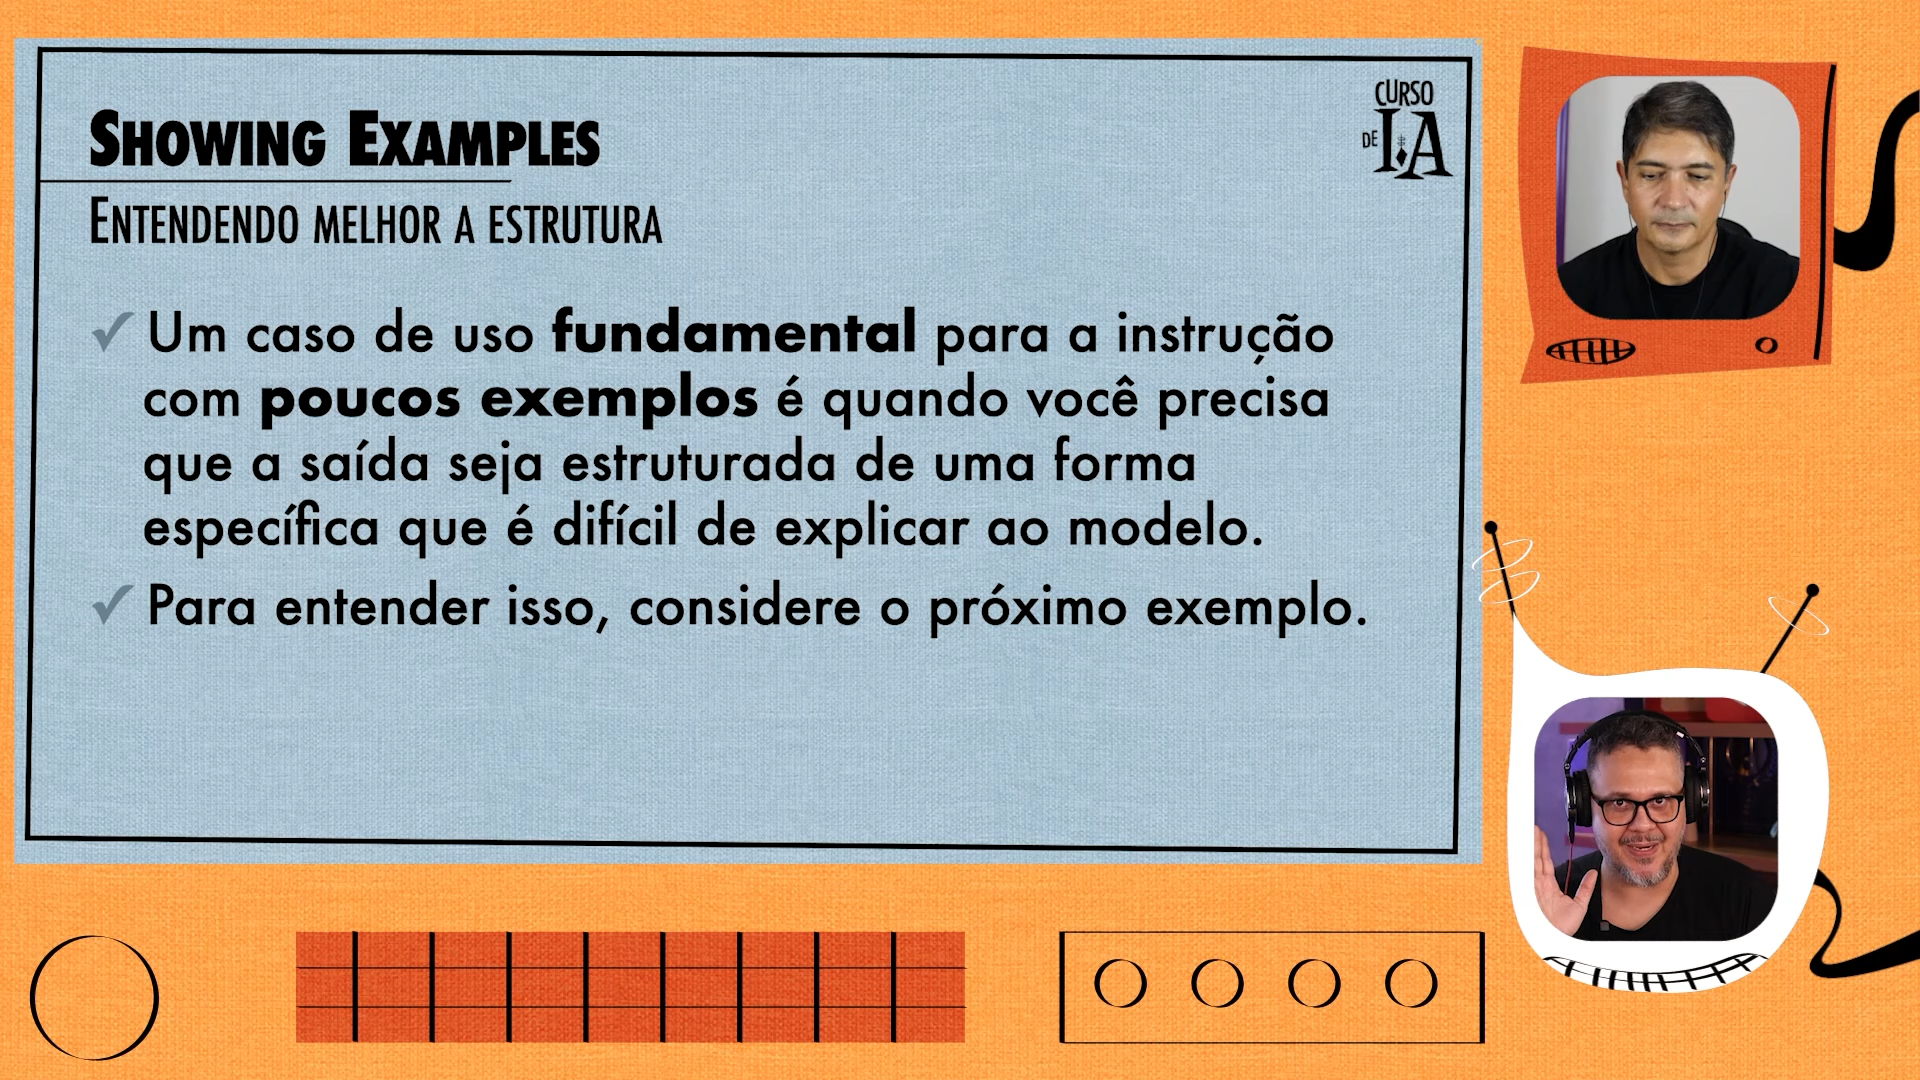 SHOWING EXAMPLES
CURSO
DE IA
ENTENDENDO MELHOR A ESTRUTURA
✓ Um caso de uso fundamental para a instrução
com poucos exemplos é quando você precisa
que a saída seja estruturada de uma forma
específica que é difícil de explicar ao modelo.
✓ Para entender isso, considere o próximo exemplo.